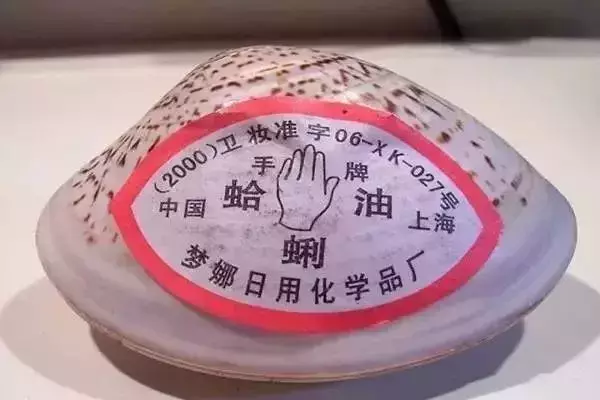 (2000)卫妆准字06-XK-027号
手牌
中国 蛤 油 上海
蜊
梦娜日用化学品厂